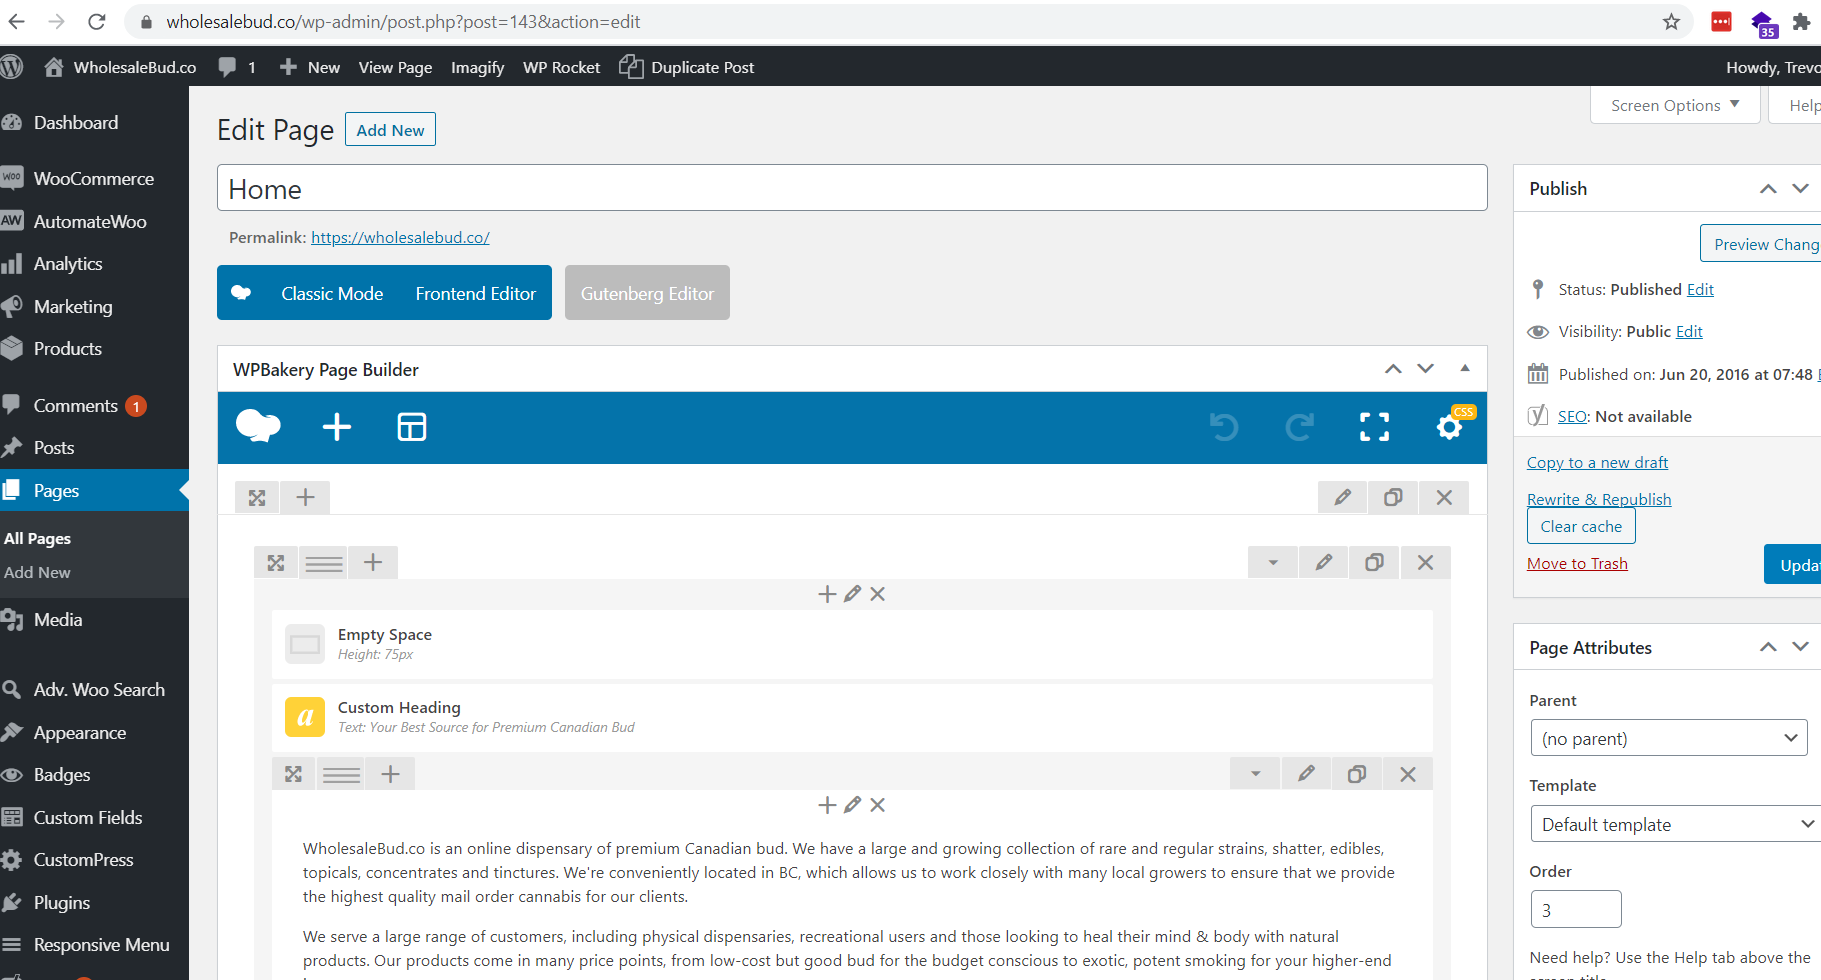 wholesalebud.co/wp-admin/post.php?post=143&action=edit
35
WholesaleBud.co 1 New View Page Imagify WP Rocket Duplicate Post
Howdy, Trevo
Screen Options Help
Dashboard
WooCommerce
AutomateWoo
Analytics
Marketing
Products
Comments 1
Posts
Pages
All Pages
Add New
Media
Adv. Woo Search
Appearance
Badges
Custom Fields
CustomPress
Plugins
Responsive Menu
Edit Page Add New
Home
Permalink: https://wholesalebud.co/
Classic Mode Frontend Editor Gutenberg Editor
WPBakery Page Builder
CSS
Empty Space
Height: 75px
Custom Heading
Text: Your Best Source for Premium Canadian Bud
WholesaleBud.co is an online dispensary of premium Canadian bud. We have a large and growing collection of rare and regular strains, shatter, edibles,
topicals, concentrates and tinctures. We're conveniently located in BC, which allows us to work closely with many local growers to ensure that we provide
the highest quality mail order cannabis for our clients.
We serve a large range of customers, including physical dispensaries, recreational users and those looking to heal their mind & body with natural
products. Our products come in many price points, from low-cost but good bud for the budget conscious to exotic, potent smoking for your higher-end
Publish
Preview Chang
Status: Published Edit
Visibility: Public Edit
Published on: Jun 20, 2016 at 07:48
SEO: Not available
Copy to a new draft
Rewrite & Republish
Clear cache
Move to Trash
Upda
Page Attributes
Parent
(no parent)
Template
Default template
Order
3
Need help? Use the Help tab above the